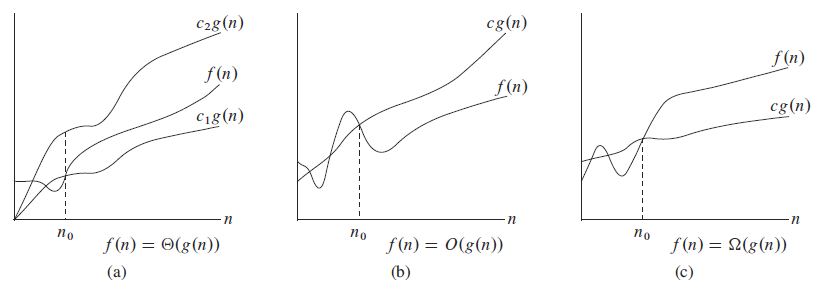 c₂g(n)
f(n)
c₁g(n)
n
n₀
f(n) = Θ(g(n))
(a)
cg(n)
f(n)
n
n₀
f(n) = O(g(n))
(b)
f(n)
cg(n)
n
n₀
f(n) = Ω(g(n))
(c)